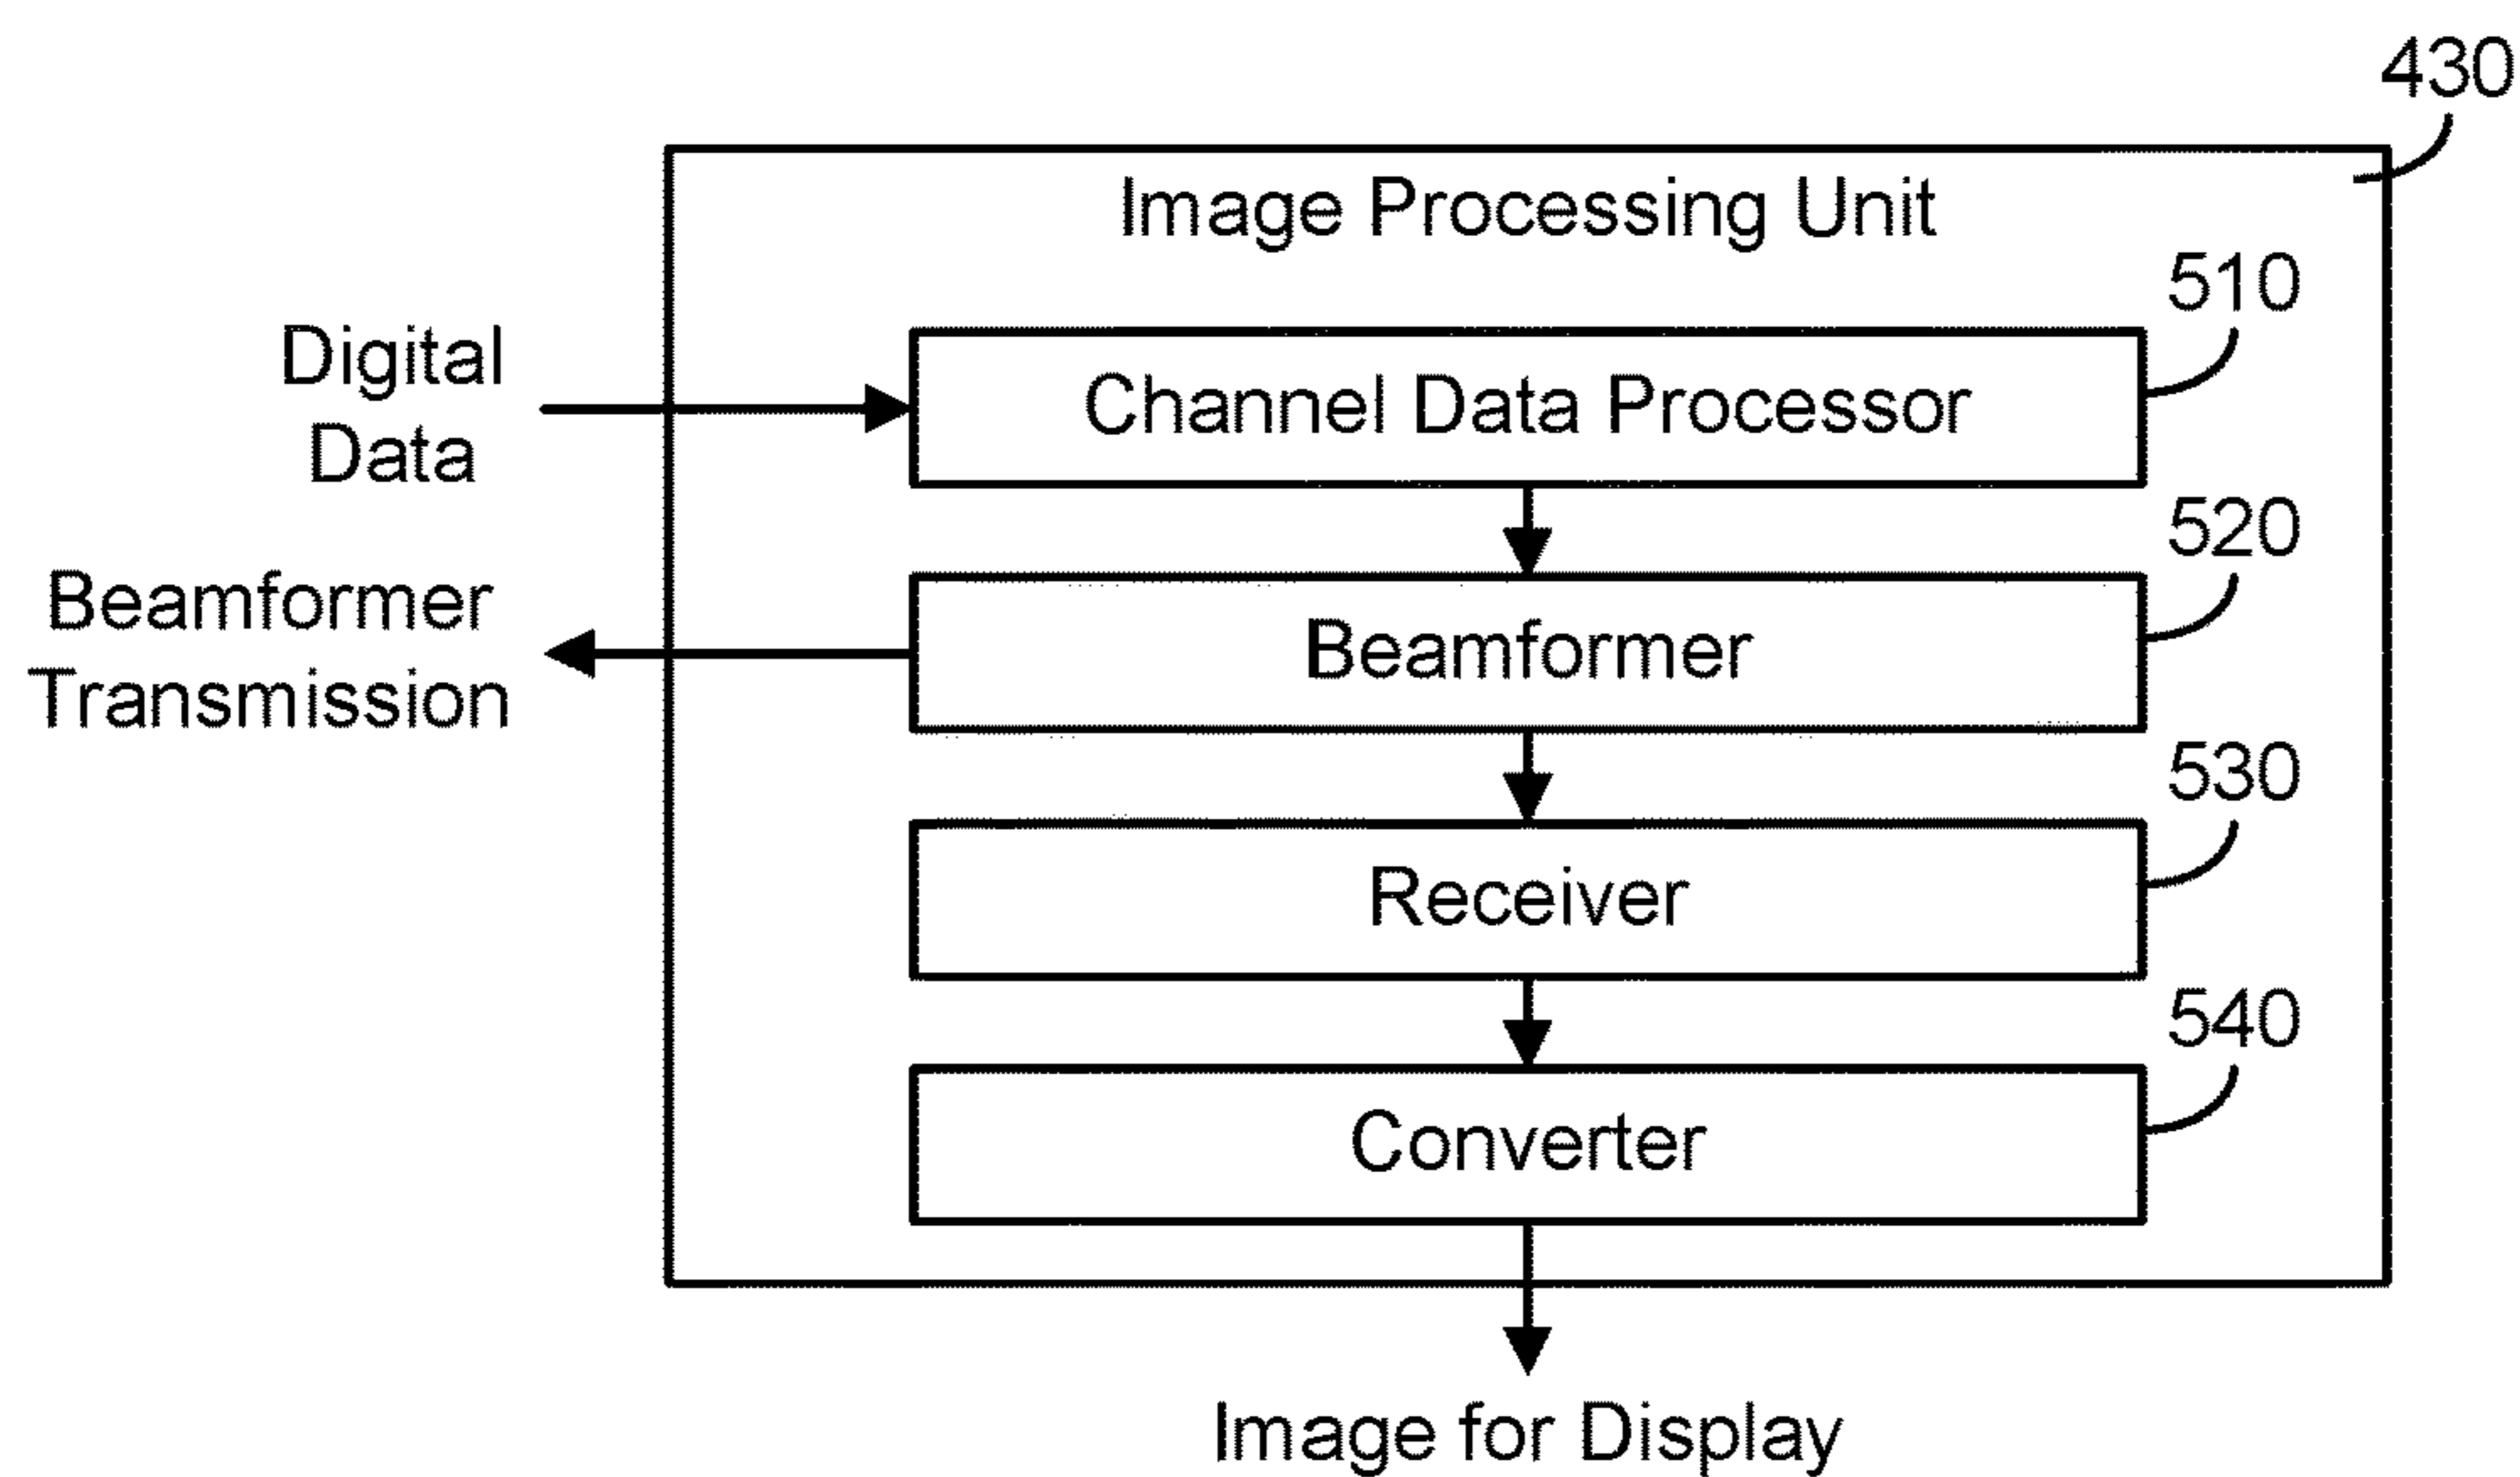 430
Image Processing Unit
510
Digital
Data
Channel Data Processor
520
Beamformer
Transmission
Beamformer
530
Receiver
540
Converter
Image for Display